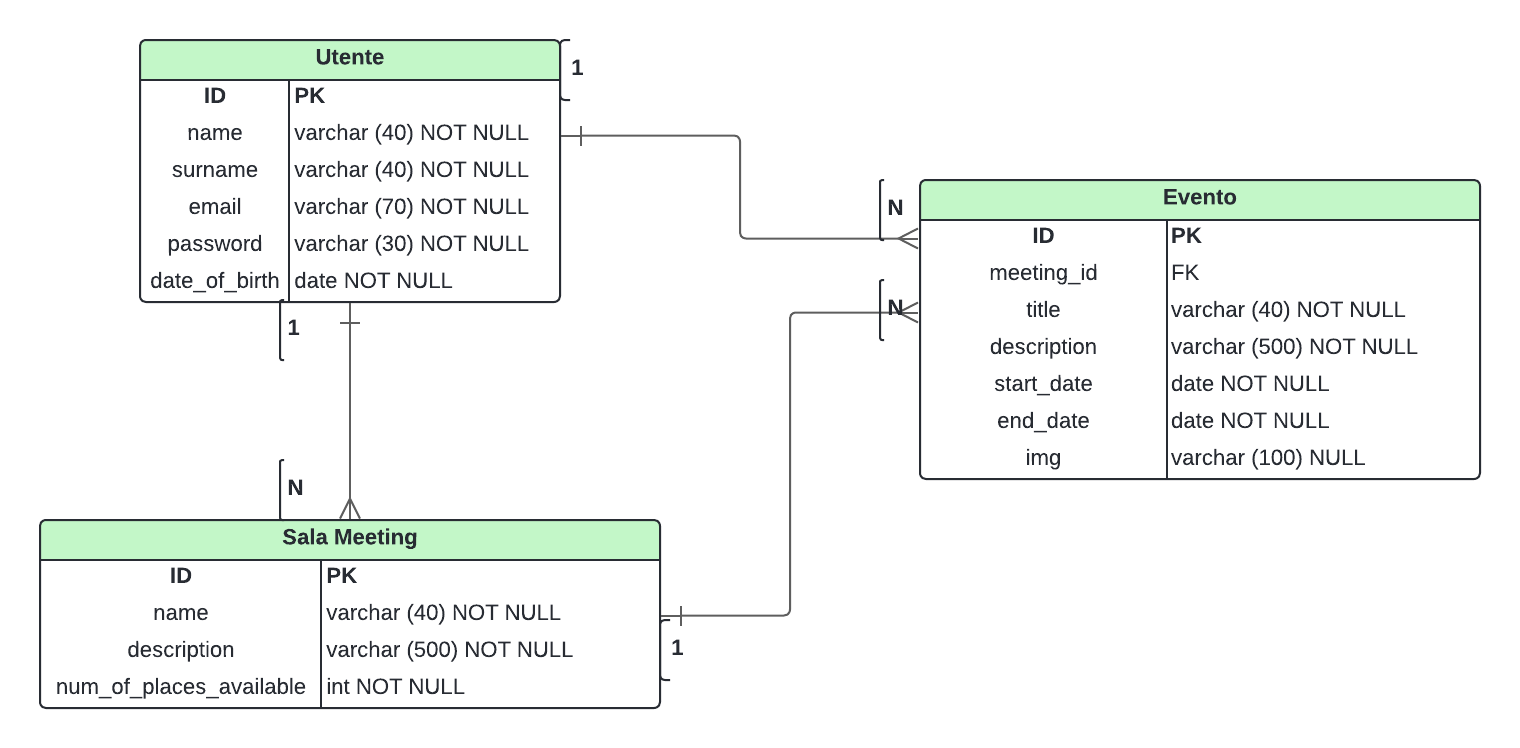 Utente
1
ID PK
name varchar (40) NOT NULL
surname varchar (40) NOT NULL
email varchar (70) NOT NULL
password varchar (30) NOT NULL
date_of_birth date NOT NULL
1
N
N
Evento
ID PK
meeting_id FK
title varchar (40) NOT NULL
description varchar (500) NOT NULL
start_date date NOT NULL
end_date date NOT NULL
img varchar (100) NULL
N
Sala Meeting
ID PK
name varchar (40) NOT NULL
description varchar (500) NOT NULL
num_of_places_available int NOT NULL
1